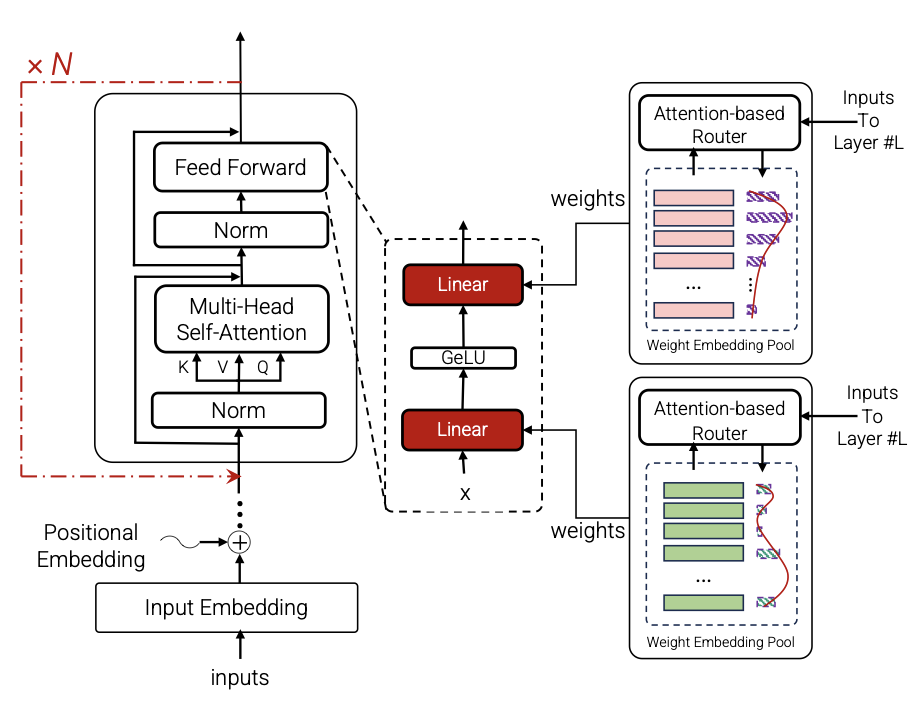 × N
Feed Forward
Norm
Multi-Head
Self-Attention
K V Q
Norm
Positional
Embedding
Input Embedding
inputs
Linear
GeLU
Linear
x
weights
weights
Attention-based
Router
Inputs
To
Layer #L
...
Weight Embedding Pool
Attention-based
Router
Inputs
To
Layer #L
...
Weight Embedding Pool